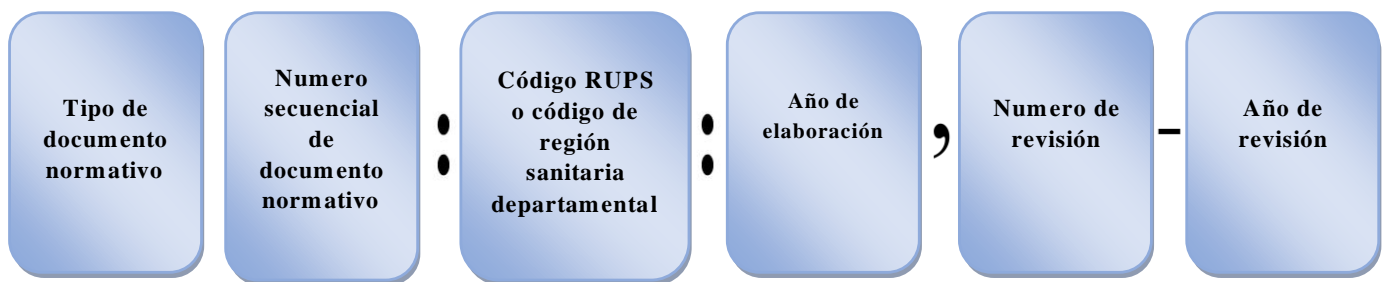 Tipo de
documento
normativo
Numero
secuencial
de
documento
normativo
:
Código RUPS
o código de
región
sanitaria
departamental
:
Año de
elaboración
,
Numero de
revisión
-
Año de
revisión